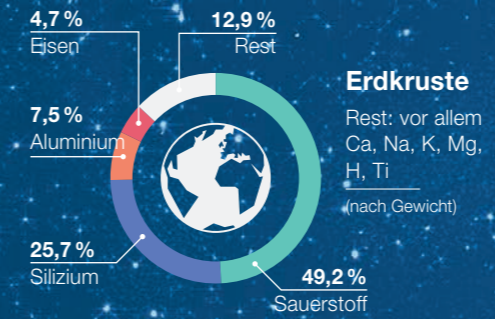 4,7 %
Eisen
12,9 %
Rest
7,5 %
Aluminium
25,7 %
Silizium
49,2 %
Sauerstoff
Erdkruste
Rest: vor allem
Ca, Na, K, Mg,
H, Ti
(nach Gewicht)